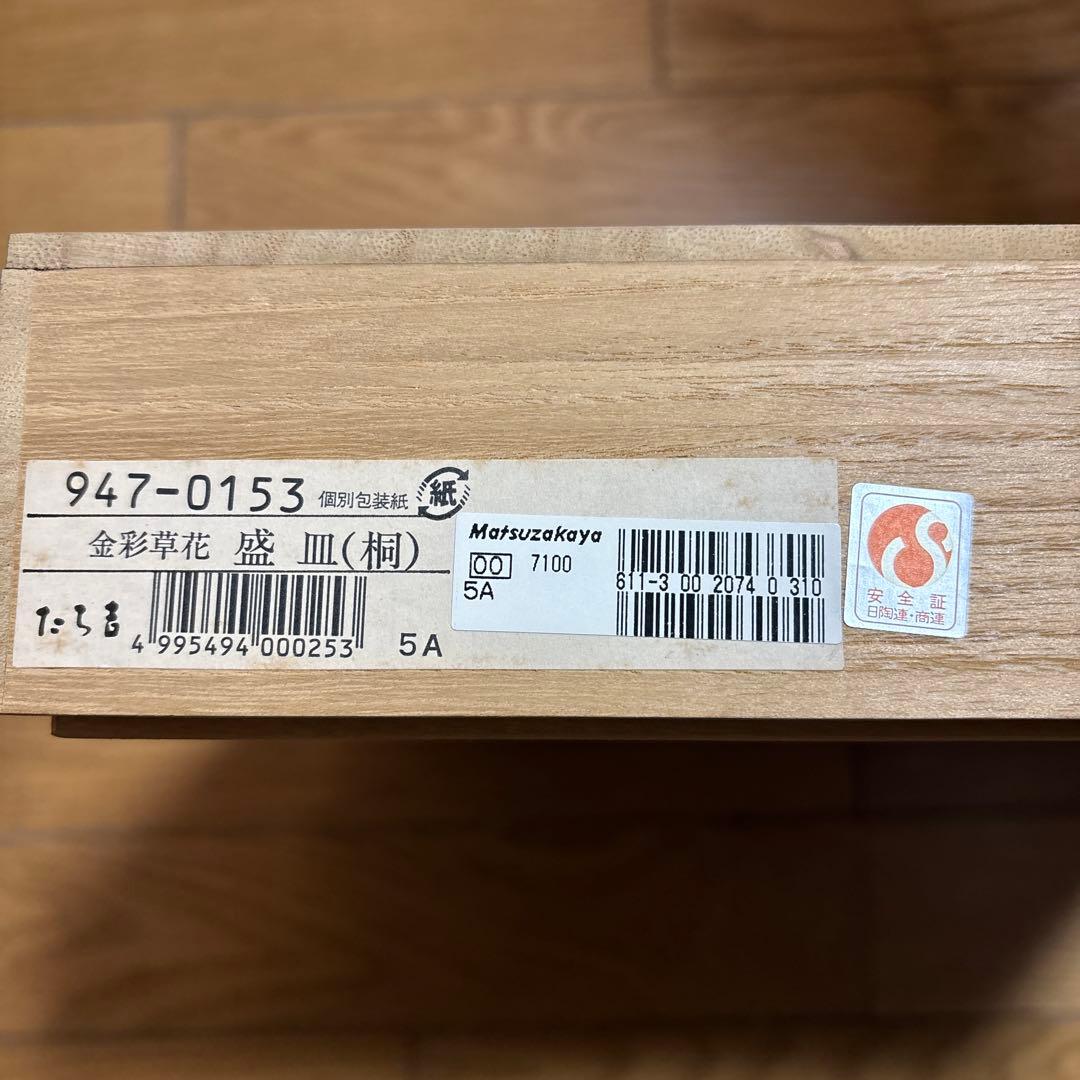 947-0153 個別包装紙 紙
金彩草花 盛皿(桐)
たち吉
4 995494 000253 5A
Matsuzakaya
00 7100
5A
611-3 00 2074 0 310
安全証
日陶連・商連